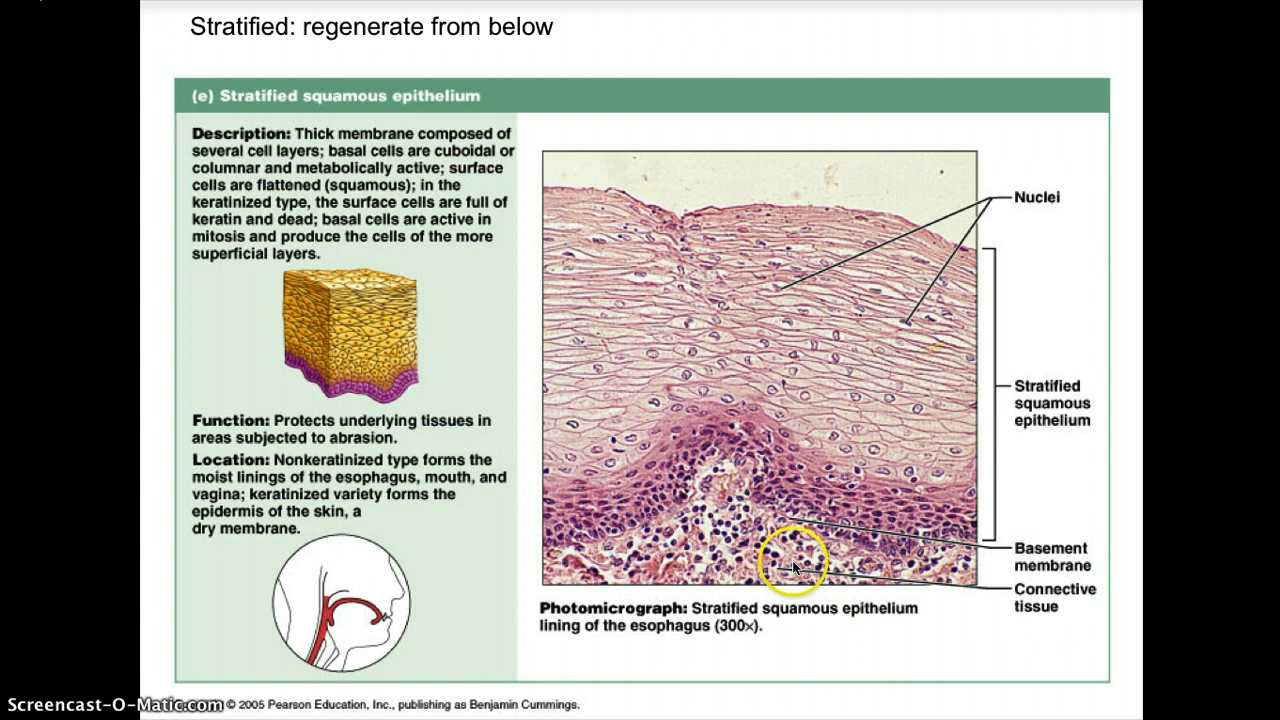 Stratified: regenerate from below
(e) Stratified squamous epithelium
Description: Thick membrane composed of
several cell layers; basal cells are cuboidal or
columnar and metabolically active; surface
cells are flattened (squamous); in the
keratinized type, the surface cells are full of
keratin and dead; basal cells are active in
mitosis and produce the cells of the more
superficial layers.
Function: Protects underlying tissues in
areas subjected to abrasion.
Location: Nonkeratinized type forms the
moist linings of the esophagus, mouth, and
vagina; keratinized variety forms the
epidermis of the skin, a
dry membrane.
Nuclei
Stratified
squamous
epithelium
Basement
membrane
Connective
tissue
Photomicrograph: Stratified squamous epithelium
lining of the esophagus (300×).
Screencast-O-Matic.com © 2005 Pearson Education, Inc., publishing as Benjamin Cummings.